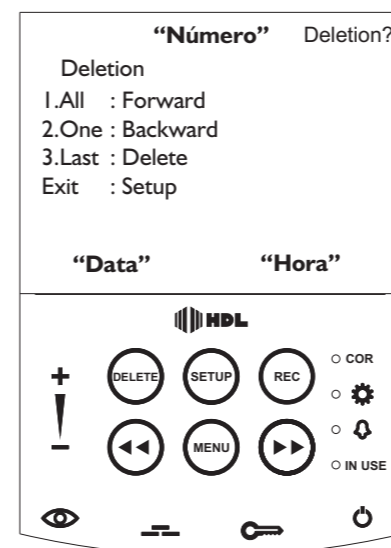 “Número” Deletion?
Deletion
1.All : Forward
2.One : Backward
3.Last : Delete
Exit : Setup
“Data” “Hora”
HDL
COR
DELETE SETUP REC
MENU
IN USE